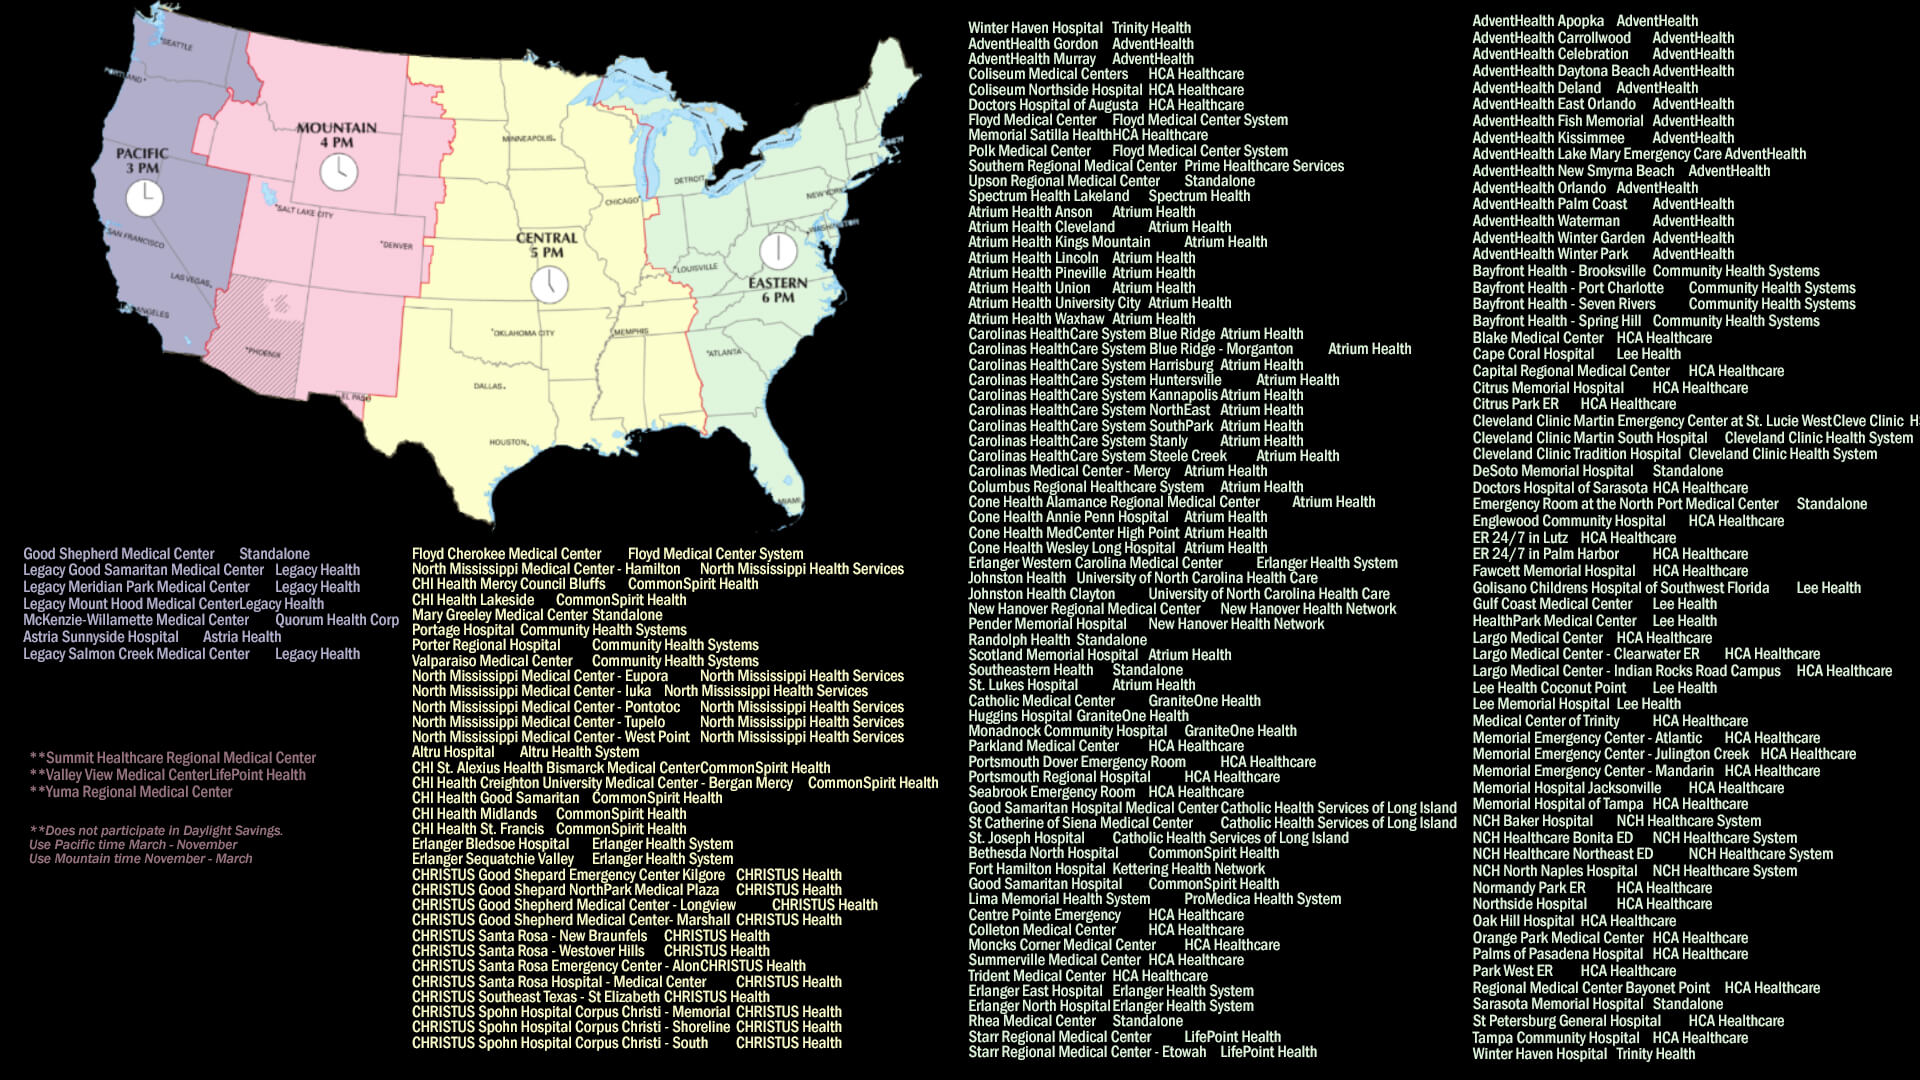 SEATTLE
PORTLAND
MOUNTAIN
4 PM
PACIFIC
3 PM
MINNEAPOLIS
DETROIT
CHICAGO
NEW YORK
SALT LAKE CITY
WASHINGTON
SAN FRANCISCO
DENVER
CENTRAL
5 PM
LAS VEGAS
LOUISVILLE
EASTERN
6 PM
ANGELES
OKLAHOMA CITY
MEMPHIS
PHOENIX
ATLANTA
DALLAS
EL PASO
HOUSTON
MIAMI
Good Shepherd Medical Center Standalone
Legacy Good Samaritan Medical Center Legacy Health
Legacy Meridian Park Medical Center Legacy Health
Legacy Mount Hood Medical CenterLegacy Health
McKenzie-Willamette Medical Center Quorum Health Corp
Astria Sunnyside Hospital Astria Health
Legacy Salmon Creek Medical Center Legacy Health
**Summit Healthcare Regional Medical Center
**Valley View Medical CenterLifePoint Health
**Yuma Regional Medical Center
**Does not participate in Daylight Savings.
Use Pacific time March - November
Use Mountain time November - March
Floyd Cherokee Medical Center Floyd Medical Center System
North Mississippi Medical Center - Hamilton North Mississippi Health Services
CHI Health Mercy Council Bluffs CommonSpirit Health
CHI Health Lakeside CommonSpirit Health
Mary Greeley Medical Center Standalone
Portage Hospital Community Health Systems
Porter Regional Hospital Community Health Systems
Valparaiso Medical Center Community Health Systems
North Mississippi Medical Center - Eupora North Mississippi Health Services
North Mississippi Medical Center - Iuka North Mississippi Health Services
North Mississippi Medical Center - Pontotoc North Mississippi Health Services
North Mississippi Medical Center - Tupelo North Mississippi Health Services
North Mississippi Medical Center - West Point North Mississippi Health Services
Altru Hospital Altru Health System
CHI St. Alexius Health Bismarck Medical CenterCommonSpirit Health
CHI Health Creighton University Medical Center - Bergan Mercy CommonSpirit Health
CHI Health Good Samaritan CommonSpirit Health
CHI Health Midlands CommonSpirit Health
CHI Health St. Francis CommonSpirit Health
Erlanger Bledsoe Hospital Erlanger Health System
Erlanger Sequatchie Valley Erlanger Health System
CHRISTUS Good Shepard Emergency Center Kilgore CHRISTUS Health
CHRISTUS Good Shepard NorthPark Medical Plaza CHRISTUS Health
CHRISTUS Good Shepherd Medical Center - Longview CHRISTUS Health
CHRISTUS Good Shepherd Medical Center- Marshall CHRISTUS Health
CHRISTUS Santa Rosa - New Braunfels CHRISTUS Health
CHRISTUS Santa Rosa - Westover Hills CHRISTUS Health
CHRISTUS Santa Rosa Emergency Center - AlonCHRISTUS Health
CHRISTUS Santa Rosa Hospital - Medical Center CHRISTUS Health
CHRISTUS Southeast Texas - St Elizabeth CHRISTUS Health
CHRISTUS Spohn Hospital Corpus Christi - Memorial CHRISTUS Health
CHRISTUS Spohn Hospital Corpus Christi - Shoreline CHRISTUS Health
CHRISTUS Spohn Hospital Corpus Christi - South CHRISTUS Health
Winter Haven Hospital Trinity Health
AdventHealth Gordon AdventHealth
AdventHealth Murray AdventHealth
Coliseum Medical Centers HCA Healthcare
Coliseum Northside Hospital HCA Healthcare
Doctors Hospital of Augusta HCA Healthcare
Floyd Medical Center Floyd Medical Center System
Memorial Satilla HealthHCA Healthcare
Polk Medical Center Floyd Medical Center System
Southern Regional Medical Center Prime Healthcare Services
Upson Regional Medical Center Standalone
Spectrum Health Lakeland Spectrum Health
Atrium Health Anson Atrium Health
Atrium Health Cleveland Atrium Health
Atrium Health Kings Mountain Atrium Health
Atrium Health Lincoln Atrium Health
Atrium Health Pineville Atrium Health
Atrium Health Union Atrium Health
Atrium Health University City Atrium Health
Atrium Health Waxhaw Atrium Health
Carolinas HealthCare System Blue Ridge Atrium Health
Carolinas HealthCare System Blue Ridge - Morganton Atrium Health
Carolinas HealthCare System Harrisburg Atrium Health
Carolinas HealthCare System Huntersville Atrium Health
Carolinas HealthCare System Kannapolis Atrium Health
Carolinas HealthCare System NorthEast Atrium Health
Carolinas HealthCare System SouthPark Atrium Health
Carolinas HealthCare System Stanly Atrium Health
Carolinas HealthCare System Steele Creek Atrium Health
Carolinas Medical Center - Mercy Atrium Health
Columbus Regional Healthcare System Atrium Health
Cone Health Alamance Regional Medical Center Atrium Health
Cone Health Annie Penn Hospital Atrium Health
Cone Health MedCenter High Point Atrium Health
Cone Health Wesley Long Hospital Atrium Health
Erlanger Western Carolina Medical Center Erlanger Health System
Johnston Health University of North Carolina Health Care
Johnston Health Clayton University of North Carolina Health Care
New Hanover Regional Medical Center New Hanover Health Network
Pender Memorial Hospital New Hanover Health Network
Randolph Health Standalone
Scotland Memorial Hospital Atrium Health
Southeastern Health Standalone
St. Lukes Hospital Atrium Health
Catholic Medical Center GraniteOne Health
Huggins Hospital GraniteOne Health
Monadnock Community Hospital GraniteOne Health
Parkland Medical Center HCA Healthcare
Portsmouth Dover Emergency Room HCA Healthcare
Portsmouth Regional Hospital HCA Healthcare
Seabrook Emergency Room HCA Healthcare
Good Samaritan Hospital Medical Center Catholic Health Services of Long Island
St Catherine of Siena Medical Center Catholic Health Services of Long Island
St. Joseph Hospital Catholic Health Services of Long Island
Bethesda North Hospital CommonSpirit Health
Fort Hamilton Hospital Kettering Health Network
Good Samaritan Hospital CommonSpirit Health
Lima Memorial Health System ProMedica Health System
Centre Pointe Emergency HCA Healthcare
Colleton Medical Center HCA Healthcare
Moncks Corner Medical Center HCA Healthcare
Summerville Medical Center HCA Healthcare
Trident Medical Center HCA Healthcare
Erlanger East Hospital Erlanger Health System
Erlanger North Hospital Erlanger Health System
Rhea Medical Center Standalone
Starr Regional Medical Center LifePoint Health
Starr Regional Medical Center - Etowah LifePoint Health
AdventHealth Apopka AdventHealth
AdventHealth Carrollwood AdventHealth
AdventHealth Celebration AdventHealth
AdventHealth Daytona Beach AdventHealth
AdventHealth Deland AdventHealth
AdventHealth East Orlando AdventHealth
AdventHealth Fish Memorial AdventHealth
AdventHealth Kissimmee AdventHealth
AdventHealth Lake Mary Emergency Care AdventHealth
AdventHealth New Smyrna Beach AdventHealth
AdventHealth Orlando AdventHealth
AdventHealth Palm Coast AdventHealth
AdventHealth Waterman AdventHealth
AdventHealth Winter Garden AdventHealth
AdventHealth Winter Park AdventHealth
Bayfront Health - Brooksville Community Health Systems
Bayfront Health - Port Charlotte Community Health Systems
Bayfront Health - Seven Rivers Community Health Systems
Bayfront Health - Spring Hill Community Health Systems
Blake Medical Center HCA Healthcare
Cape Coral Hospital Lee Health
Capital Regional Medical Center HCA Healthcare
Citrus Memorial Hospital HCA Healthcare
Citrus Park ER HCA Healthcare
Cleveland Clinic Martin Emergency Center at St. Lucie WestCleve Clinic
Cleveland Clinic Martin South Hospital Cleveland Clinic Health System
Cleveland Clinic Tradition Hospital Cleveland Clinic Health System
DeSoto Memorial Hospital Standalone
Doctors Hospital of Sarasota HCA Healthcare
Emergency Room at the North Port Medical Center Standalone
Englewood Community Hospital HCA Healthcare
ER 24/7 in Lutz HCA Healthcare
ER 24/7 in Palm Harbor HCA Healthcare
Fawcett Memorial Hospital HCA Healthcare
Golisano Childrens Hospital of Southwest Florida Lee Health
Gulf Coast Medical Center Lee Health
HealthPark Medical Center Lee Health
Largo Medical Center HCA Healthcare
Largo Medical Center - Clearwater ER HCA Healthcare
Largo Medical Center - Indian Rocks Road Campus HCA Healthcare
Lee Health Coconut Point Lee Health
Lee Memorial Hospital Lee Health
Medical Center of Trinity HCA Healthcare
Memorial Emergency Center - Atlantic HCA Healthcare
Memorial Emergency Center - Julington Creek HCA Healthcare
Memorial Emergency Center - Mandarin HCA Healthcare
Memorial Hospital Jacksonville HCA Healthcare
Memorial Hospital of Tampa HCA Healthcare
NCH Baker Hospital NCH Healthcare System
NCH Healthcare Bonita ED NCH Healthcare System
NCH Healthcare Northeast ED NCH Healthcare System
NCH North Naples Hospital NCH Healthcare System
Normandy Park ER HCA Healthcare
Northside Hospital HCA Healthcare
Oak Hill Hospital HCA Healthcare
Orange Park Medical Center HCA Healthcare
Palms of Pasadena Hospital HCA Healthcare
Park West ER HCA Healthcare
Regional Medical Center Bayonet Point HCA Healthcare
Sarasota Memorial Hospital Standalone
St Petersburg General Hospital HCA Healthcare
Tampa Community Hospital HCA Healthcare
Winter Haven Hospital Trinity Health